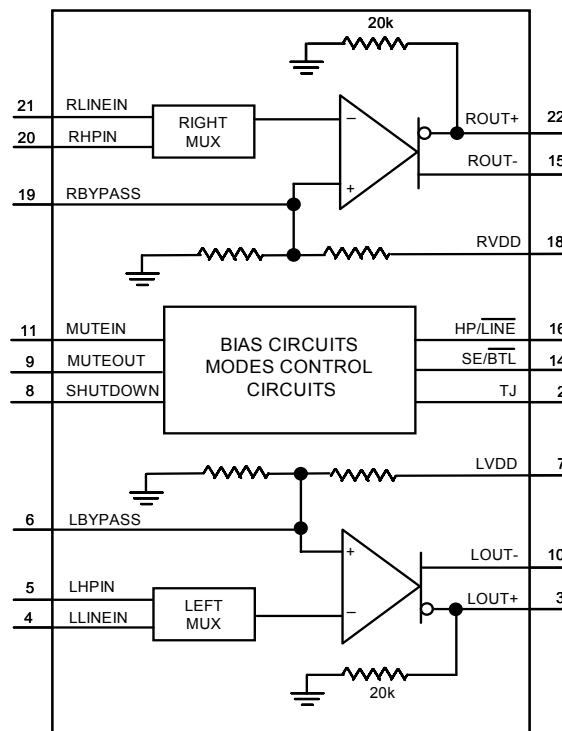 20k
21 RLINEIN
20 RHPIN
RIGHT
MUX
−
+
ROUT+ 22
ROUT- 15
19 RBYPASS
RVDD 18
11 MUTEIN
9 MUTEOUT
8 SHUTDOWN
BIAS CIRCUITS
MODES CONTROL
CIRCUITS
HP/LINE 16
SE/BTL 14
TJ 2
LVDD 7
6 LBYPASS
+
−
LOUT- 10
LOUT+ 3
5 LHPIN
4 LLINEIN
LEFT
MUX
20k